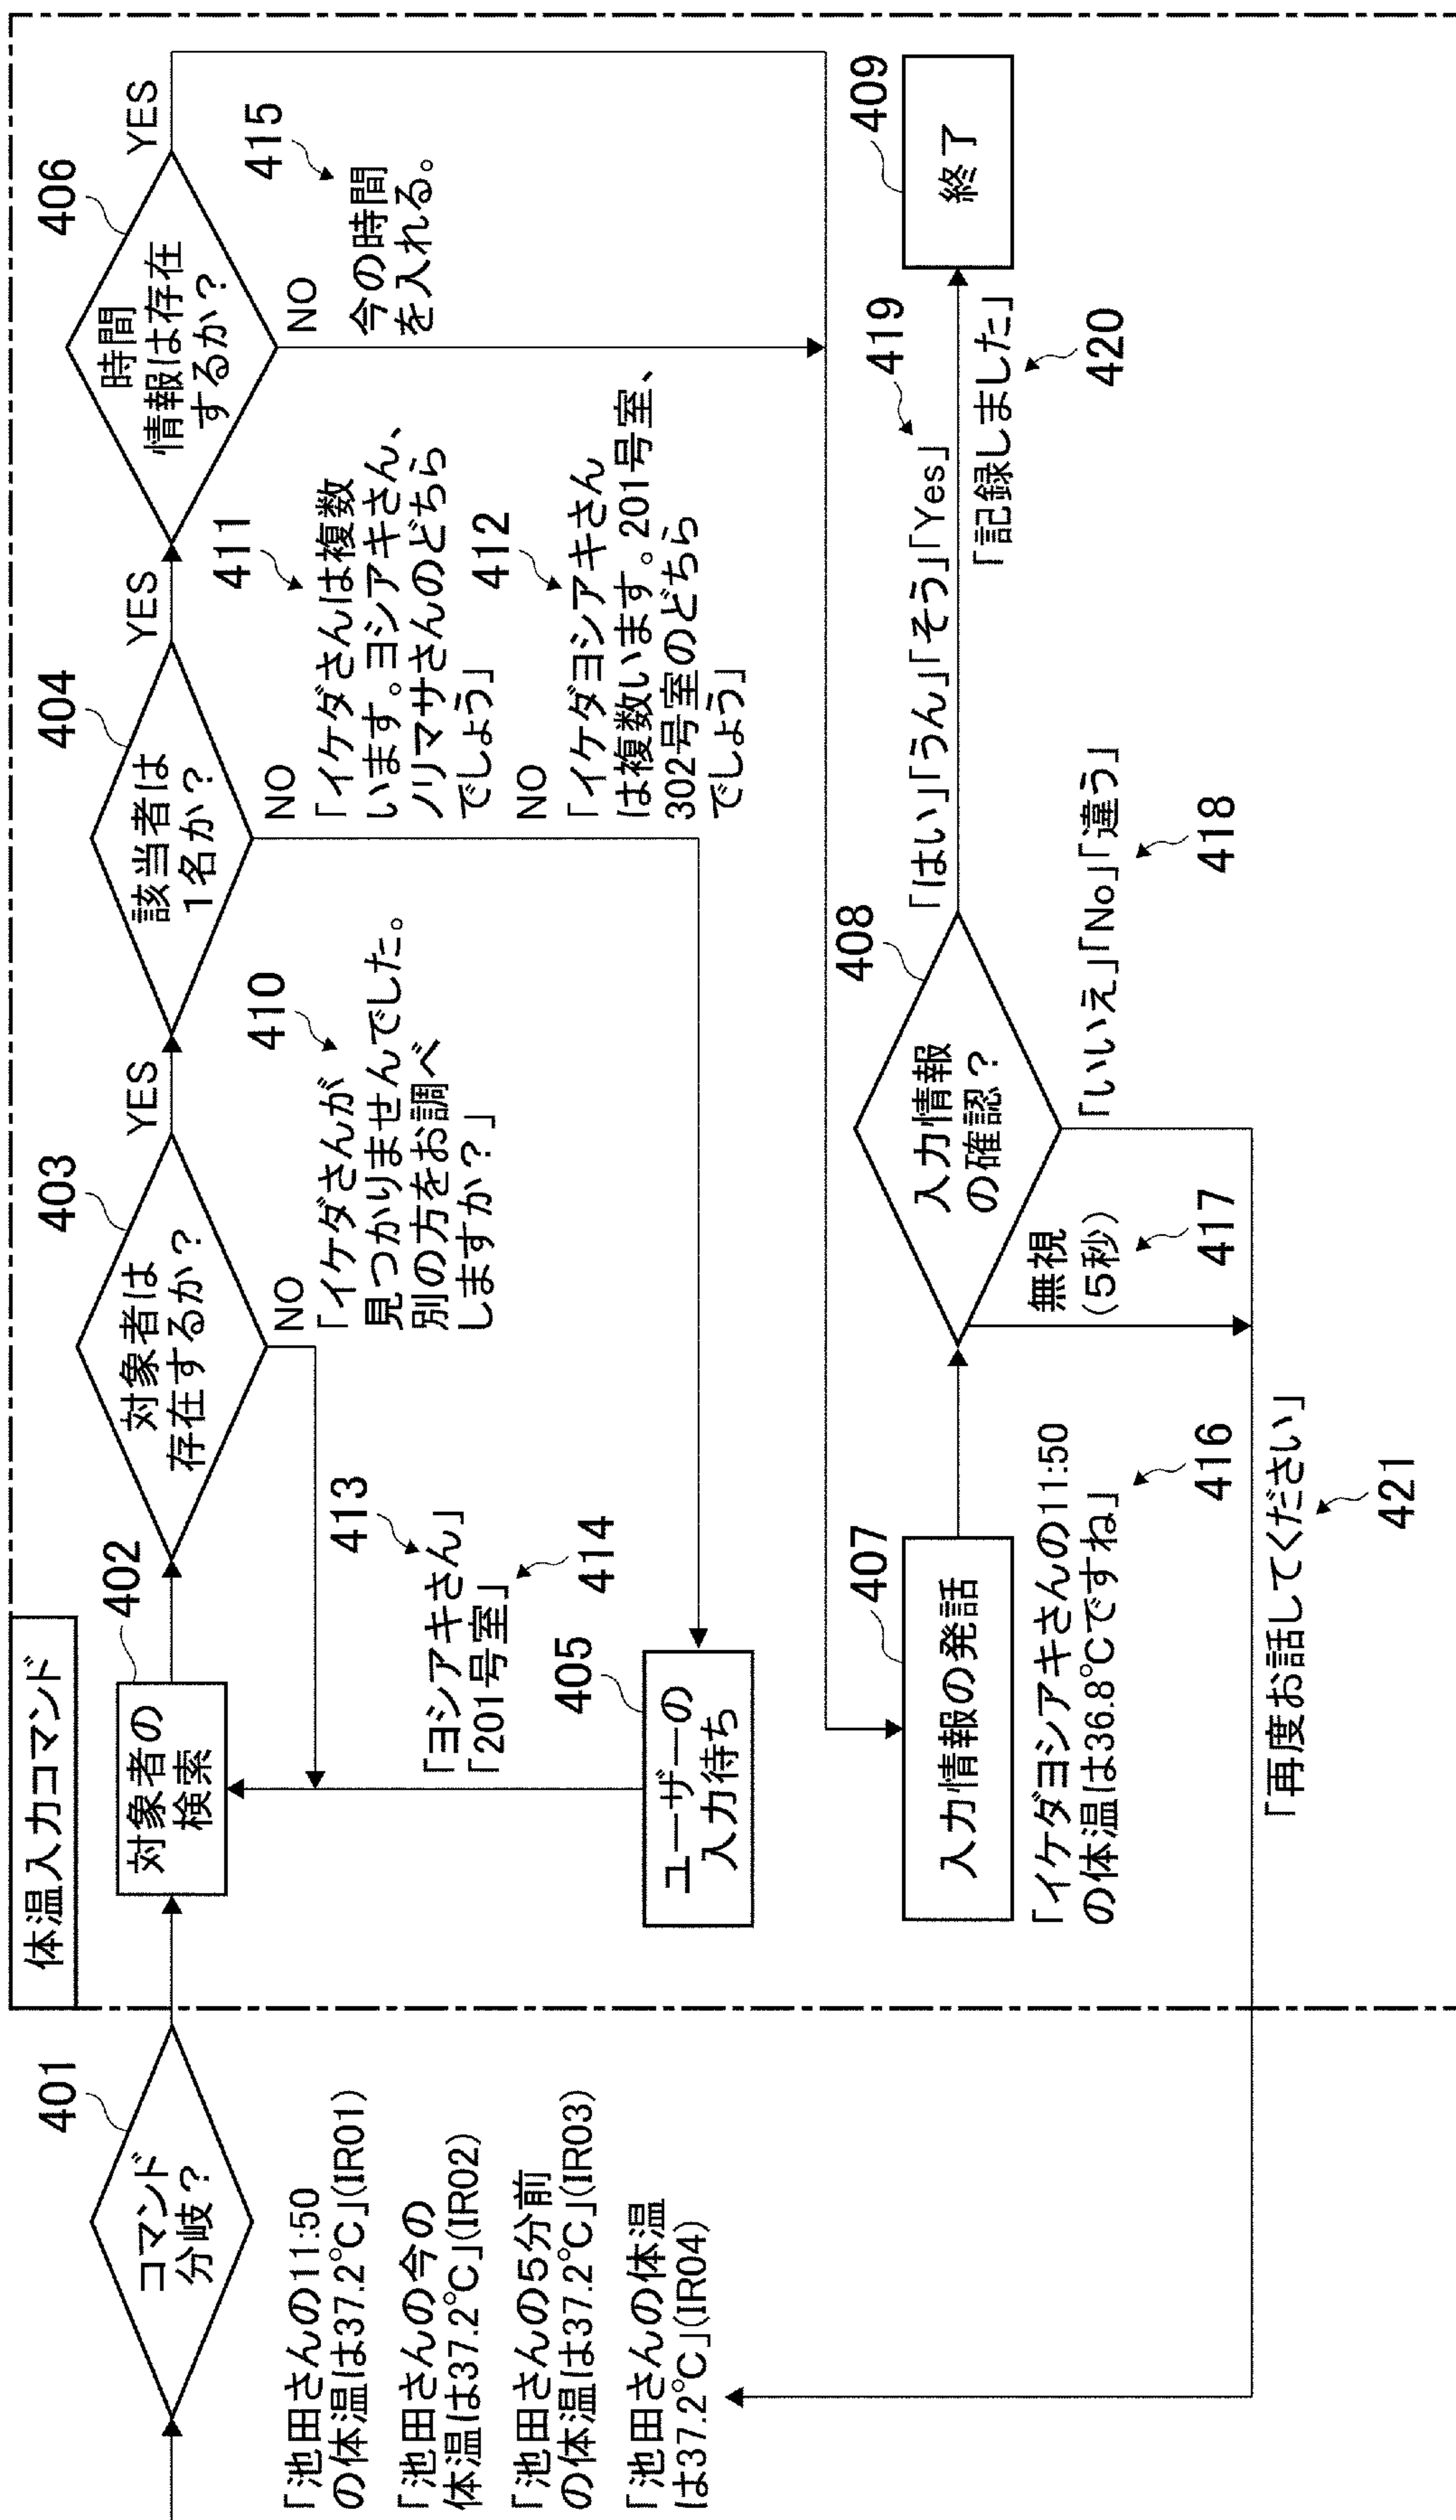 401
コマンド
分岐？
「池田さんの11:50
の体温は37.2℃」(IR01)
「池田さんの今の
体温は37.2℃」(IR02)
「池田さんの5分前
の体温は37.2℃」(IR03)
「池田さんの体温
は37.2℃」(IR04)
体温入力コマンド
402
対象者の
検索
403
対象者は
存在するか？
YES
NO
410
「イケダさんが
見つかりませんでした。
別の方をお調べ
しますか？」
404
該当者は
1名か？
YES
NO
411
「イケダさんは複数
います。ヨシアキさん、
ノリマサさんのどちら
でしょう」
NO
412
「イケダヨシアキさん
は複数います。201号室、
302号室のどちら
でしょう」
406
時間
情報は存在
するか？
YES
NO
415
今の時間
を入れる。
413
「ヨシアキさん」
「201号室」
414
405
ユーザーの
入力待ち
407
入力情報の発話
「イケダヨシアキさんの11:50
の体温は36.8℃ですね」
416
408
入力情報
の確認？
無視
(5秒)
417
「いいえ」「No」「違う」
418
「はい」「うん」「そう」「Yes」
419
「記録しました」
420
409
終了
「再度お話してください」
421